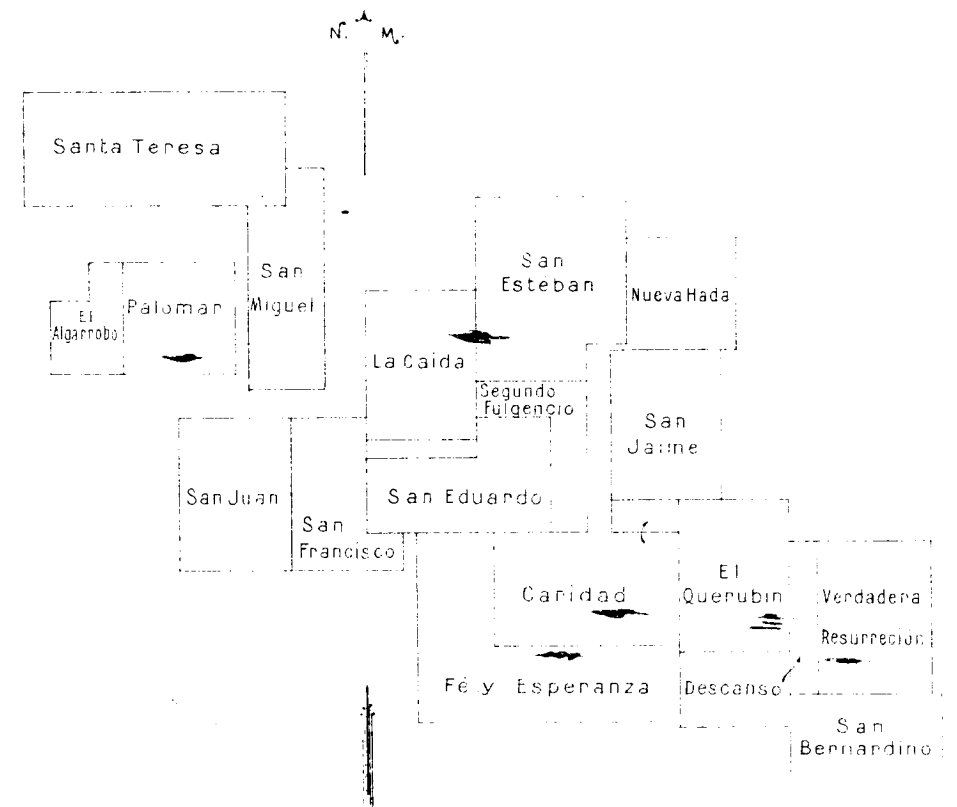 N. M.
Santa Teresa
San
Miguel
San
Esteban
Nueva Hada
El
Algarrobo
Palomar
La Caida
Segundo
Fulgencio
San
Jaime
San Juan
San
Francisco
San Eduardo
Caridad
El
Querubin
Verdadera
Resurreción
Fé y Esperanza
Descanso
San
Bernardino